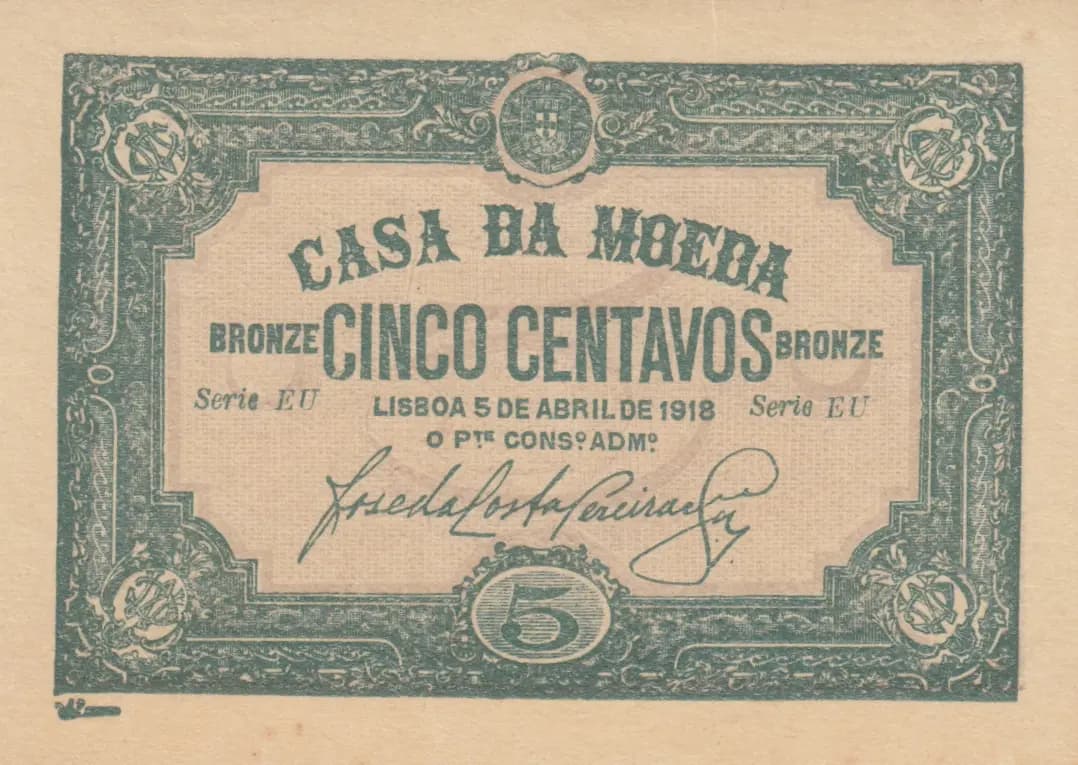 CASA DA MOEDA
BRONZE CINCO CENTAVOS BRONZE
Serie EU LISBOA 5 DE ABRIL DE 1918 Serie EU
O PTE CONSº ADMº
José da Costa Pereira
5